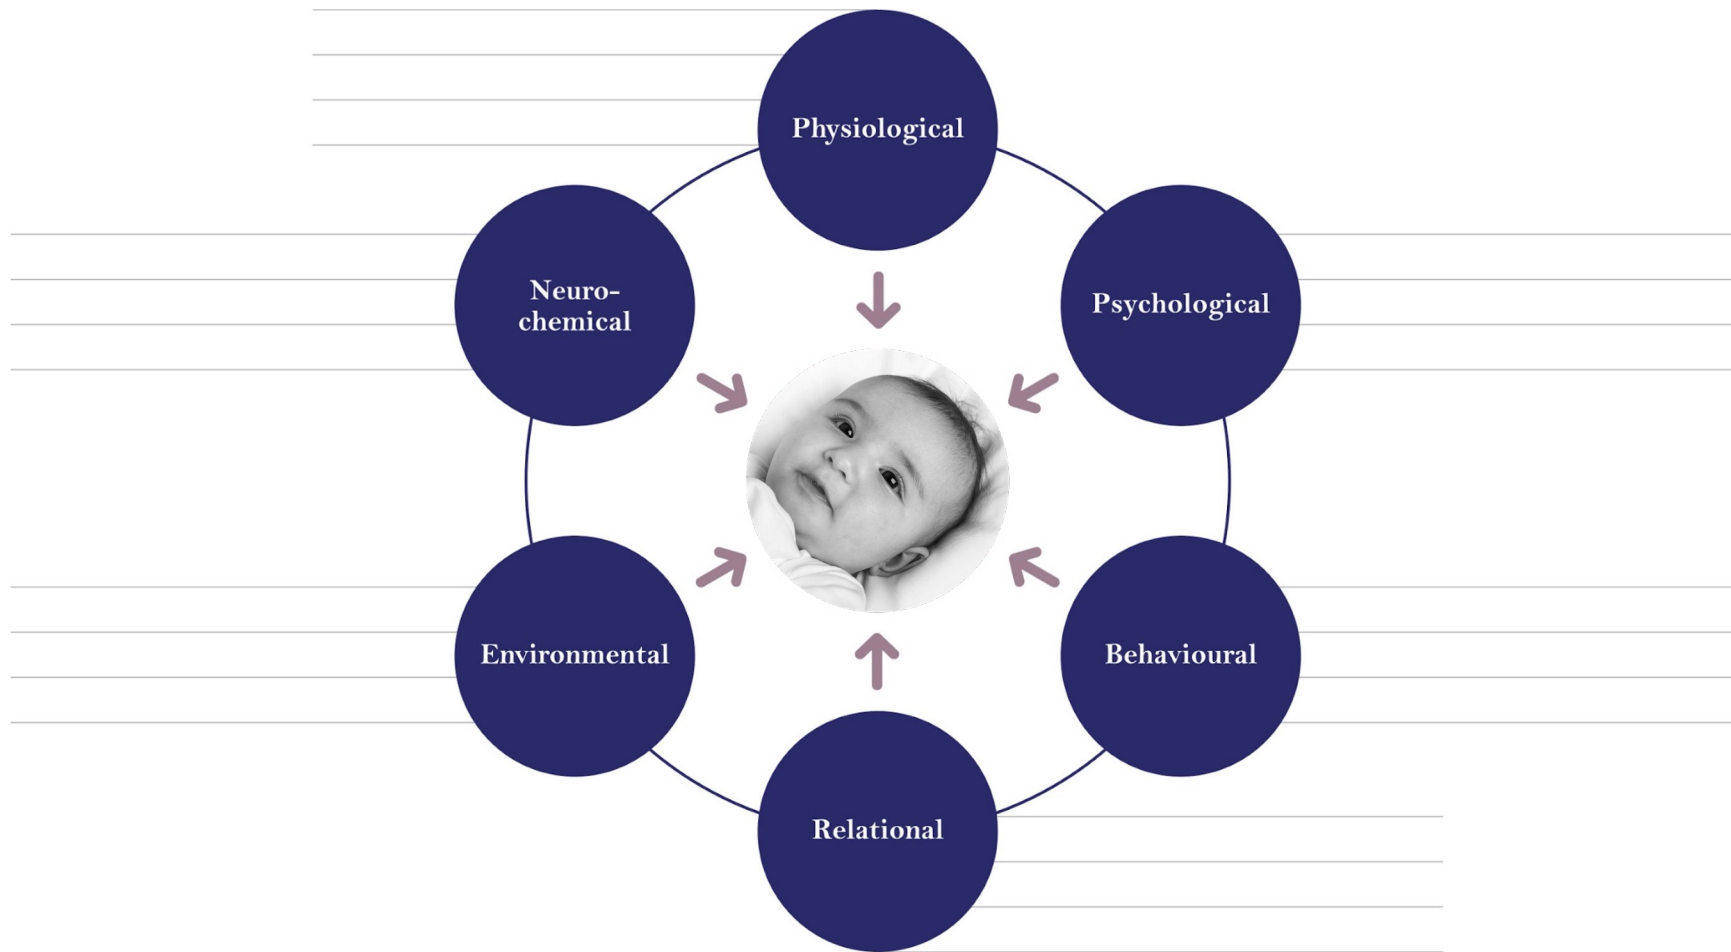 Physiological
Neuro-
chemical
Psychological
Environmental
Behavioural
Relational